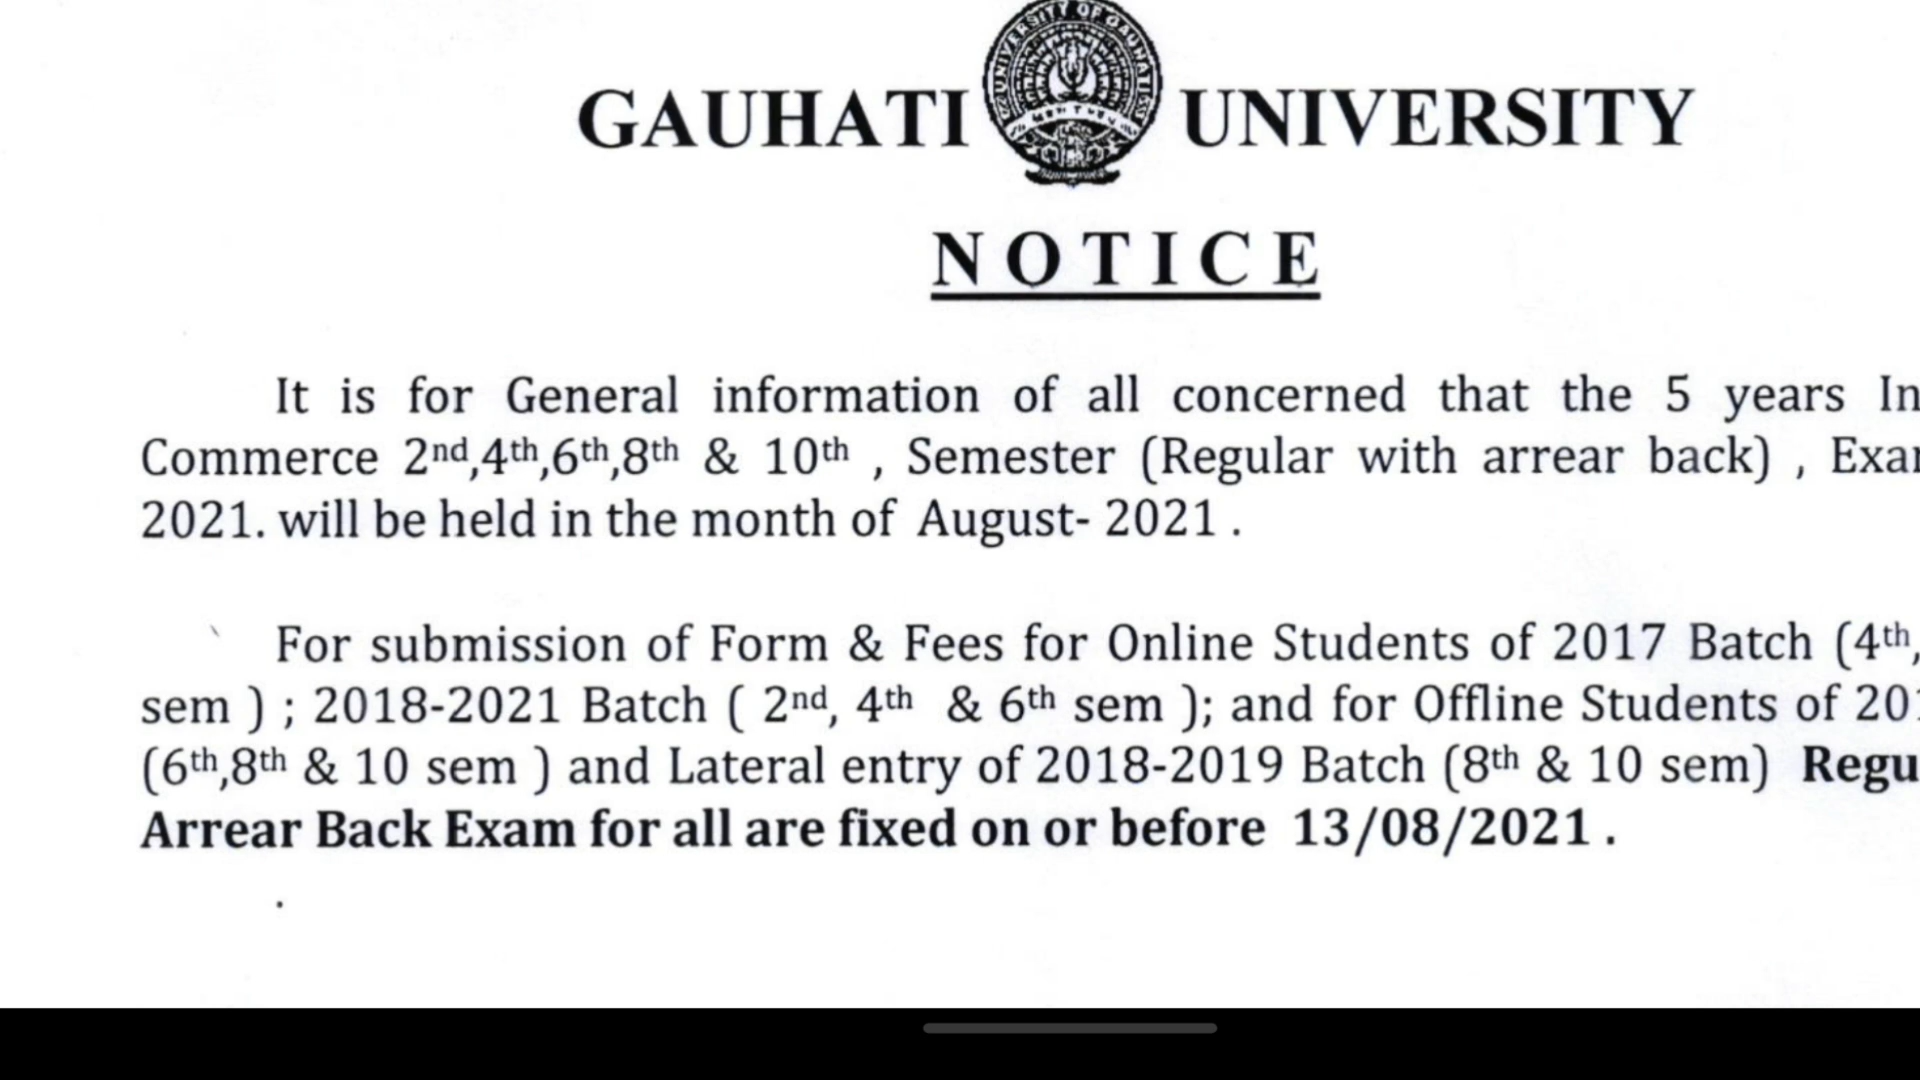 UNIVERSITY OF GAUHATI
GAUHATI UNIVERSITY
NOTICE
It is for General information of all concerned that the 5 years In
Commerce 2nd,4th,6th,8th & 10th , Semester (Regular with arrear back) , Exa
2021. will be held in the month of August- 2021 .
For submission of Form & Fees for Online Students of 2017 Batch (4th,
sem ) ; 2018-2021 Batch ( 2nd, 4th & 6th sem ); and for Offline Students of 20
(6th,8th & 10 sem ) and Lateral entry of 2018-2019 Batch (8th & 10 sem) Regu
Arrear Back Exam for all are fixed on or before 13/08/2021 .